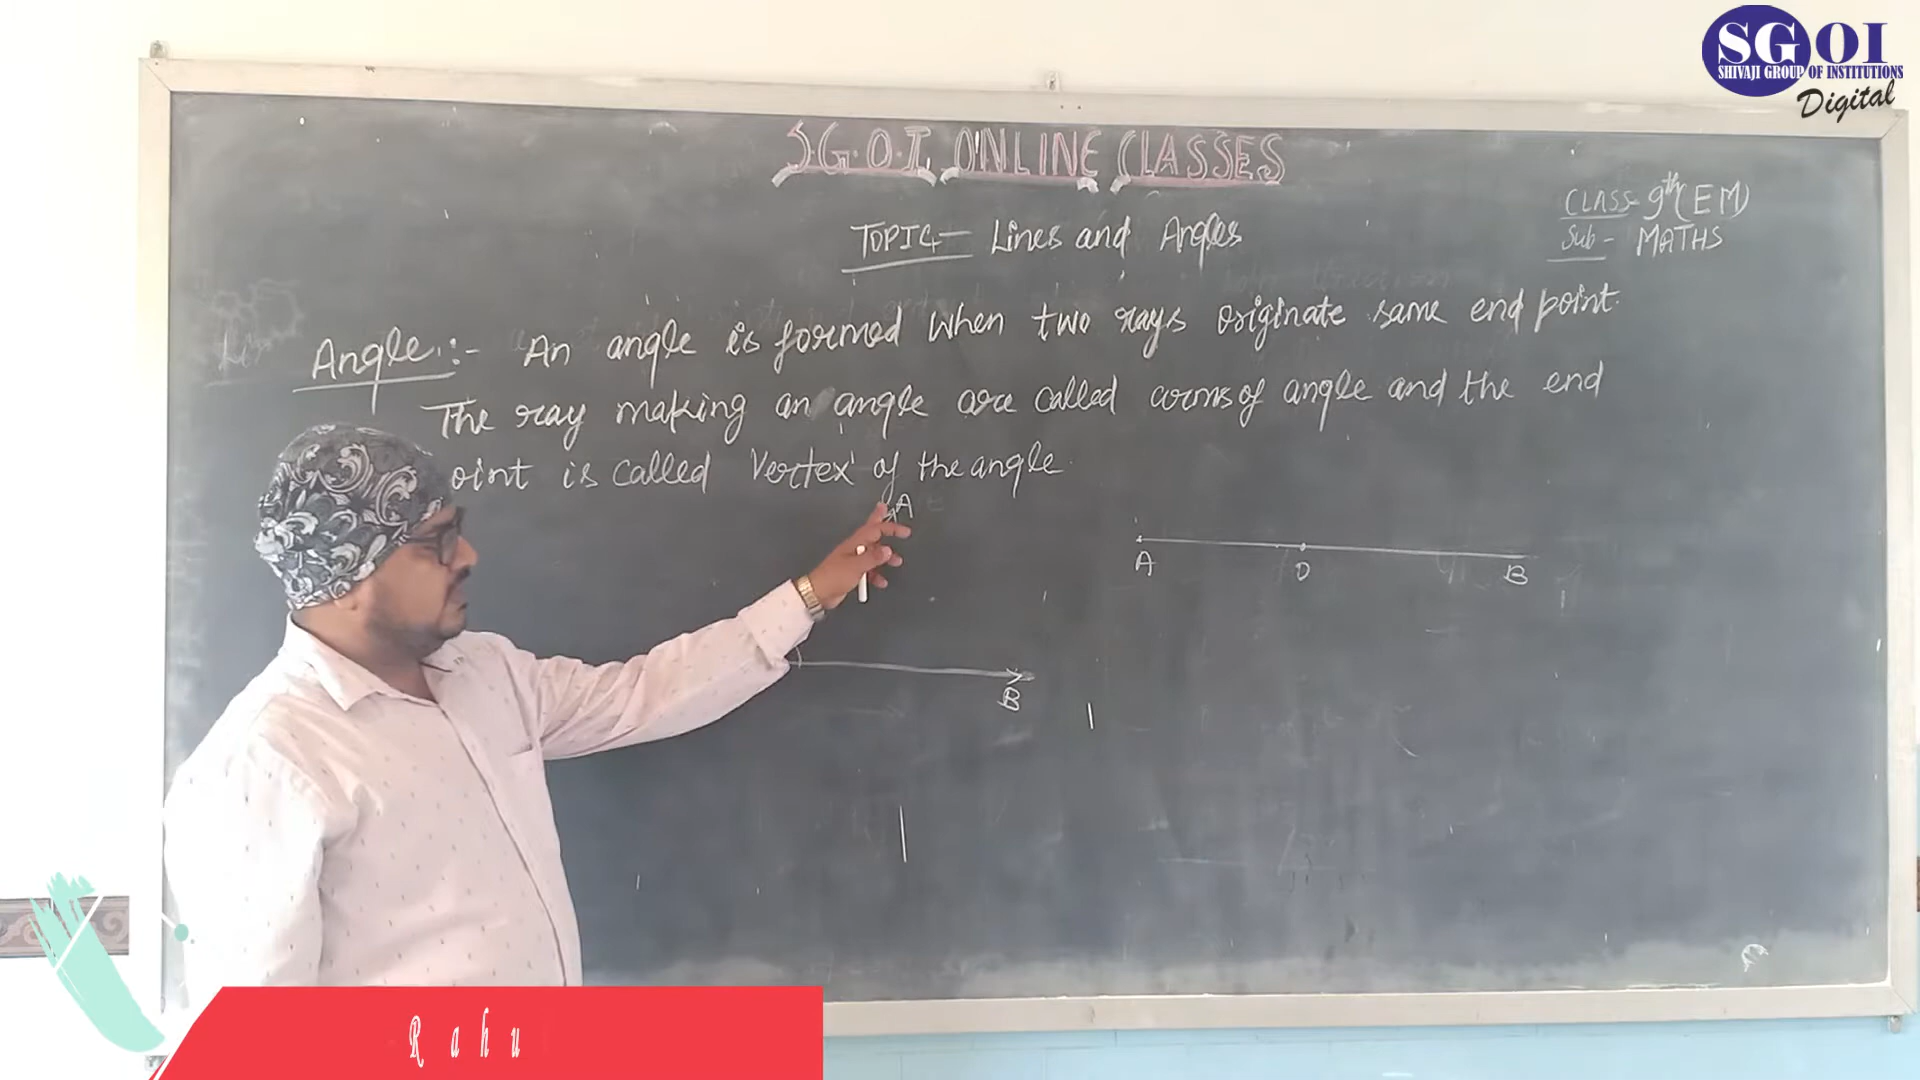 SGOI
SHIVAJI GROUP OF INSTITUTIONS
Digital
S.G.O.I. ONLINE CLASSES
CLASS- 9th (EM)
Sub- MATHS
TOPIC- Lines and Angles
Angle:- An angle is formed when two rays originate same end point.
The ray making an angle are called arms of angle and the end
oint is called Vertex of the angle.
A
A O B
B
Rahu